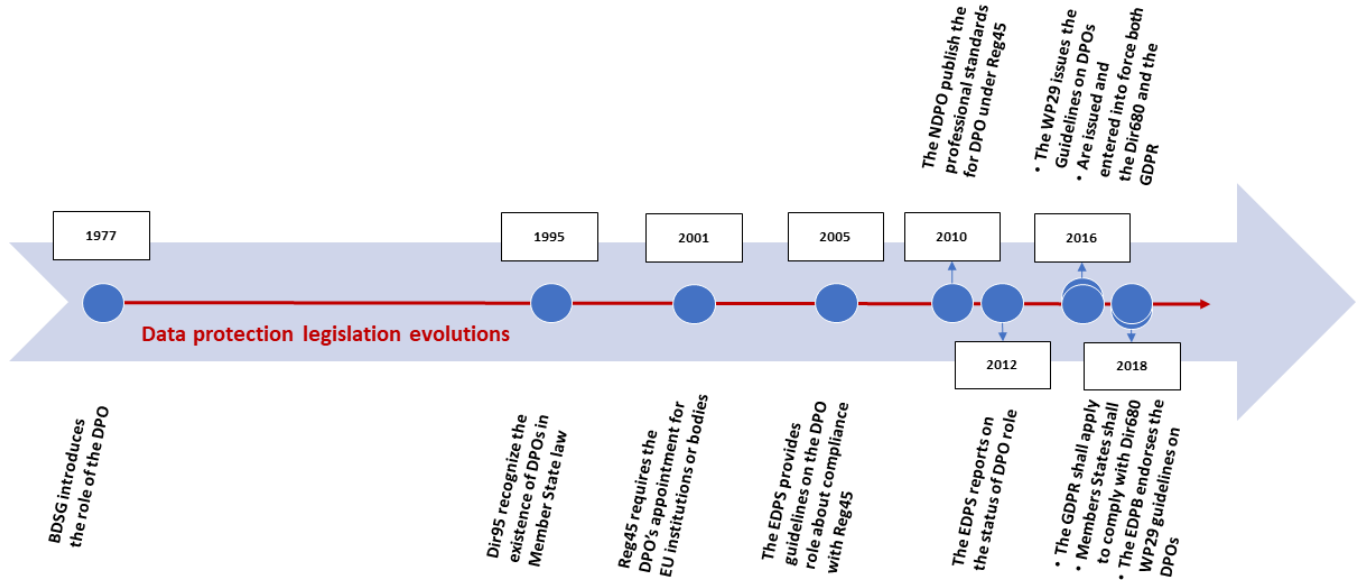 The NDPO publish the
professional standards
for DPO under Reg45
• The WP29 issues the
Guidelines on DPOs
• Are issued and
entered into force both
the Dir680 and the
GDPR
1977
1995
2001
2005
2010
2016
Data protection legislation evolutions
2012
2018
BDSG introduces
the role of the DPO
Dir95 recognize the
existence of DPOs in
Member State law
Reg45 requires the
DPO's appointment for
EU institutions or bodies
The EDPS provides
guidelines on the DPO
role about compliance
with Reg45
The EDPS reports on
the status of DPO role
• The GDPR shall apply
• Members States shall
to comply with Dir680
• The EDPB endorses the
WP29 guidelines on
DPOs